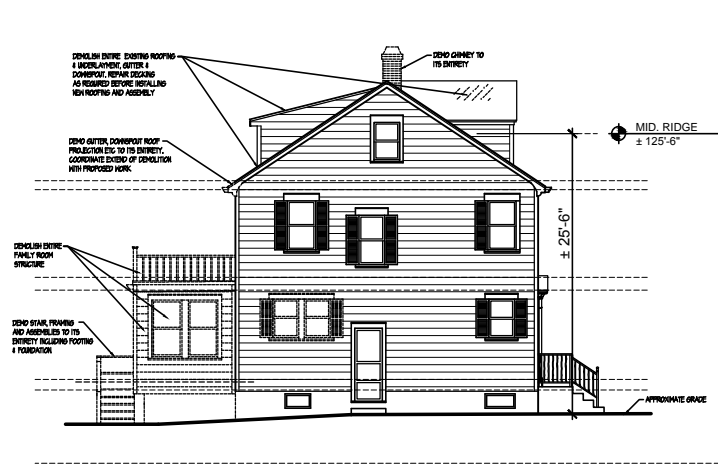 DEMOLISH ENTIRE EXISTING ROOFING
& UNDERLAYMENT, GUTTER &
DOWNSPOUT, REPAIR DECKING
AS REQUIRED BEFORE INSTALLING
NEW ROOFING AND ASSEMBLY
DEMO CHIMNEY TO
ITS ENTIRETY
MID. RIDGE
± 125'-6"
DEMO GUTTER, DOWNSPOUT ROOF
PROJECTION ETC TO ITS ENTIRETY.
COORDINATE EXTEND OF DEMOLITION
WITH PROPOSED WORK
± 25'-6"
DEMOLISH ENTIRE
FAMILY ROOM
STRUCTURE
DEMO STAIR, FRAMING
AND ASSEMBLIES TO ITS
ENTIRETY INCLUDING FOOTING
& FOUNDATION
APPROXIMATE GRADE